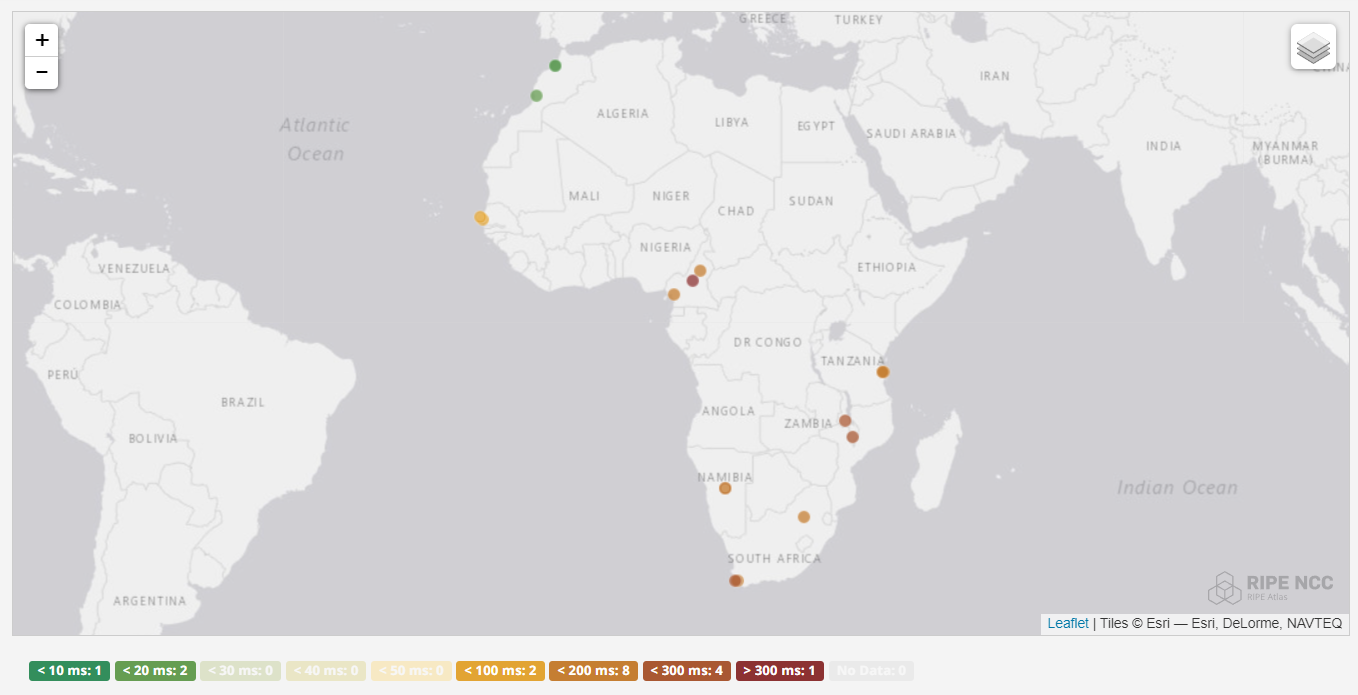 +
−
GREECE
TURKEY
IRAN
Atlantic
Ocean
ALGERIA
LIBYA
EGYPT
SAUDI ARABIA
INDIA
MYANMAR
(BURMA)
MALI
NIGER
CHAD
SUDAN
NIGERIA
ETHIOPIA
VENEZUELA
COLOMBIA
DR CONGO
TANZANIA
PERÚ
BRAZIL
ANGOLA
ZAMBIA
BOLIVIA
NAMIBIA
Indian Ocean
SOUTH AFRICA
ARGENTINA
RIPE NCC
RIPE Atlas
Leaflet | Tiles © Esri — Esri, DeLorme, NAVTEQ
< 10 ms: 1 < 20 ms: 2 < 30 ms: 0 < 40 ms: 0 < 50 ms: 0 < 100 ms: 2 < 200 ms: 8 < 300 ms: 4 > 300 ms: 1 No Data: 0